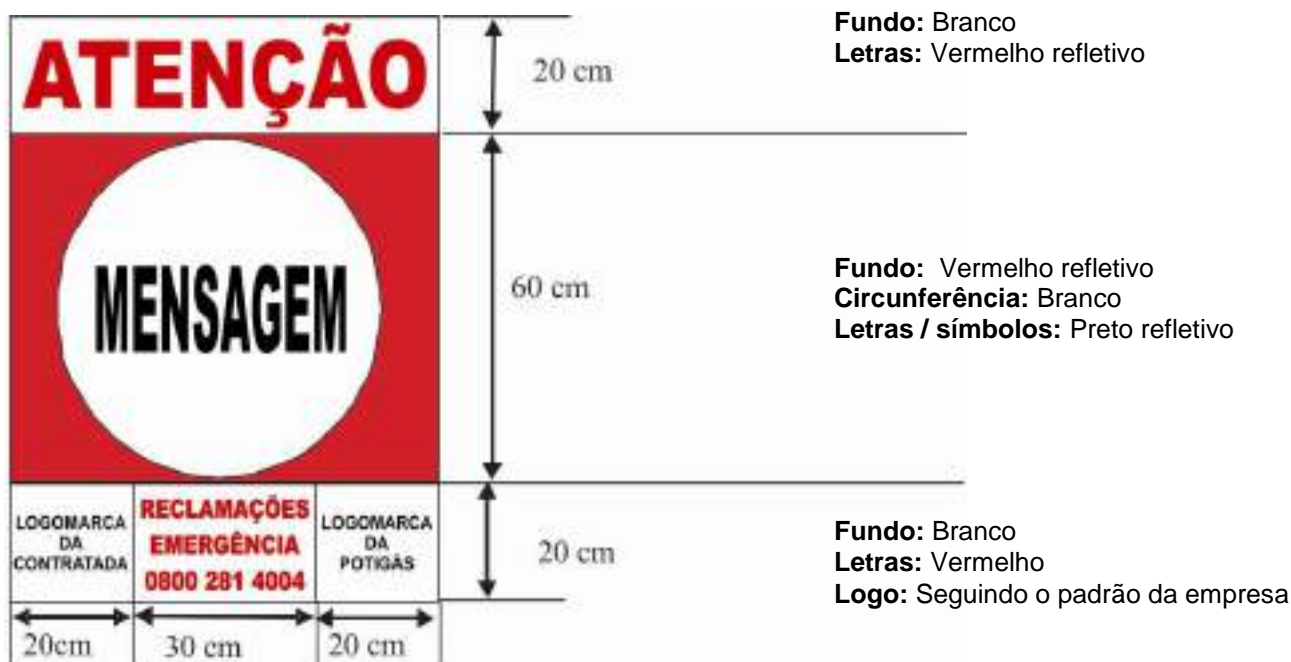 ATENÇÃO
20 cm
Fundo: Branco
Letras: Vermelho refletivo
MENSAGEM
60 cm
Fundo: Vermelho refletivo
Circunferência: Branco
Letras / símbolos: Preto refletivo
LOGOMARCA
DA
CONTRATADA
RECLAMAÇÕES
EMERGÊNCIA
0800 281 4004
LOGOMARCA
DA
POTIGÁS
20 cm
Fundo: Branco
Letras: Vermelho
Logo: Seguindo o padrão da empresa
20cm
30 cm
20 cm